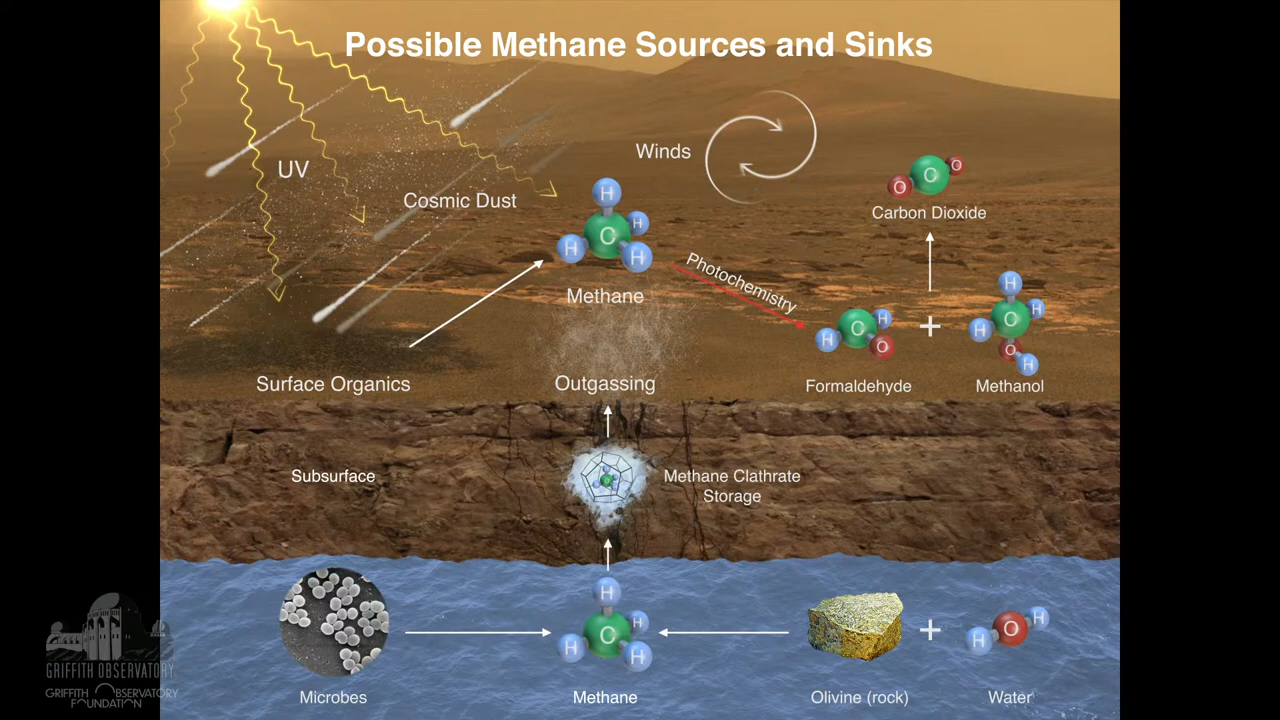 Possible Methane Sources and Sinks
UV
Winds
Cosmic Dust
H
H
C
H
H
Methane
O
C
O
Carbon Dioxide
Photochemistry
H
C
H
O
+
H
H
C
H
O
H
Surface Organics
Outgassing
Formaldehyde
Methanol
Subsurface
C
Methane Clathrate
Storage
H
H
C
H
H
+
H
O
H
Microbes
Methane
Olivine (rock)
Water
GRIFFITH OBSERVATORY
GRIFFITH OBSERVATORY
FOUNDATION